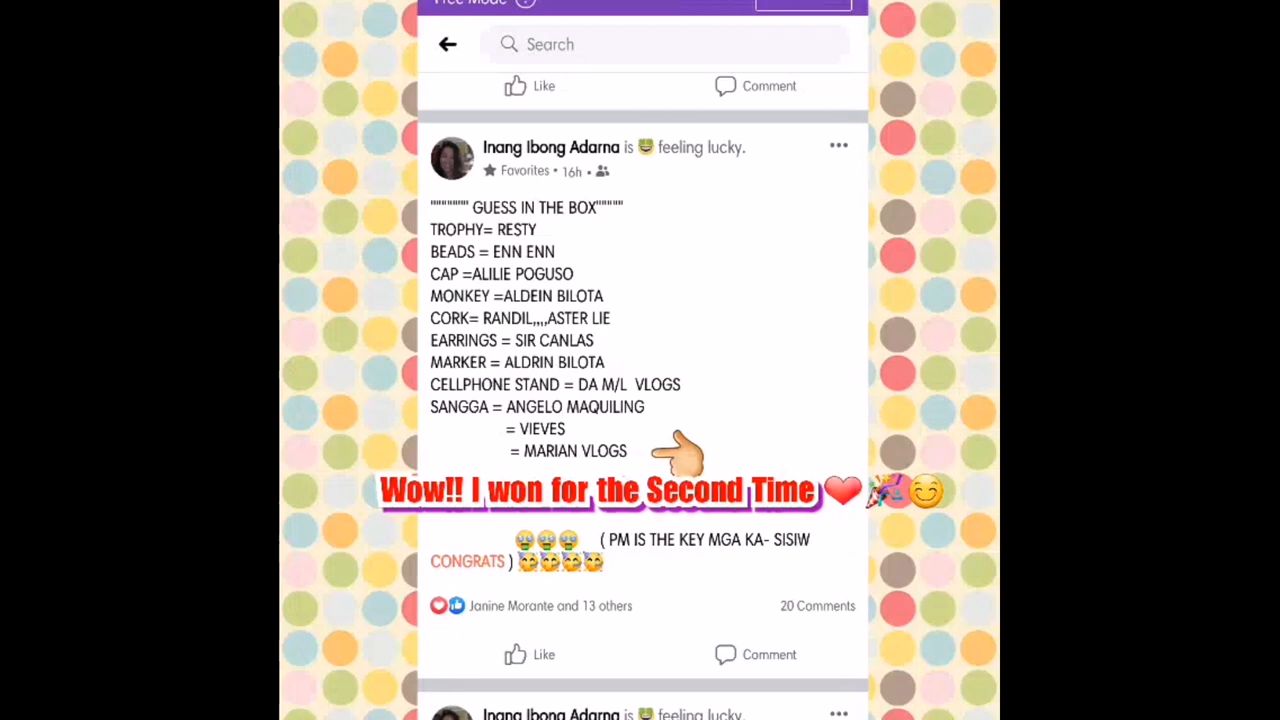 Free Mode ?
Search
Like
Comment
Inang Ibong Adarna is feeling lucky.
Favorites • 16h •
""""""" GUESS IN THE BOX""""""
TROPHY= RESTY
BEADS = ENN ENN
CAP =ALILIE POGUSO
MONKEY =ALDEIN BILOTA
CORK= RANDIL,,,,ASTER LIE
EARRINGS = SIR CANLAS
MARKER = ALDRIN BILOTA
CELLPHONE STAND = DA M/L VLOGS
SANGGA = ANGELO MAQUILING
= VIEVES
= MARIAN VLOGS
Wow!! I won for the Second Time
( PM IS THE KEY MGA KA- SISIW
CONGRATS )
Janine Morante and 13 others
20 Comments
Like
Comment
Inang Ibong Adarna is feeling lucky.